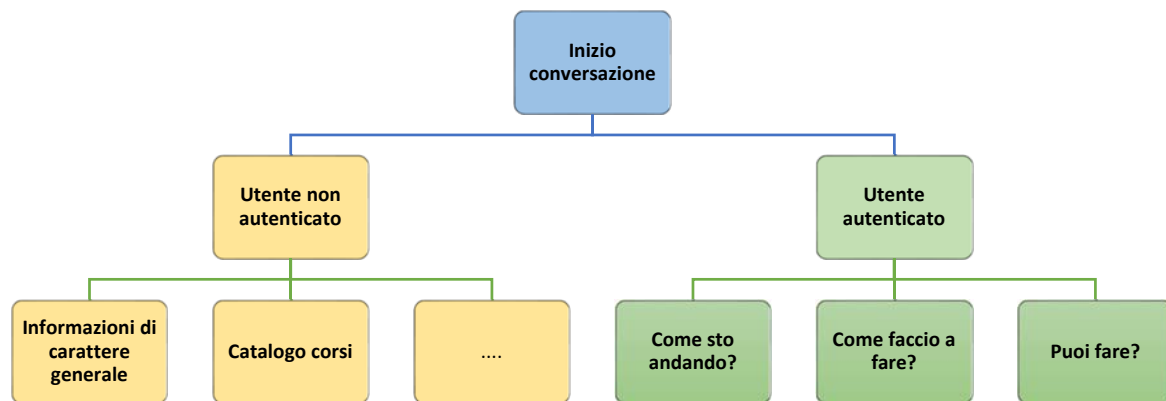 Inizio
conversazione
Utente non
autenticato
Utente
autenticato
Informazioni di
carattere
generale
Catalogo corsi
....
Come sto
andando?
Come faccio a
fare?
Puoi fare?